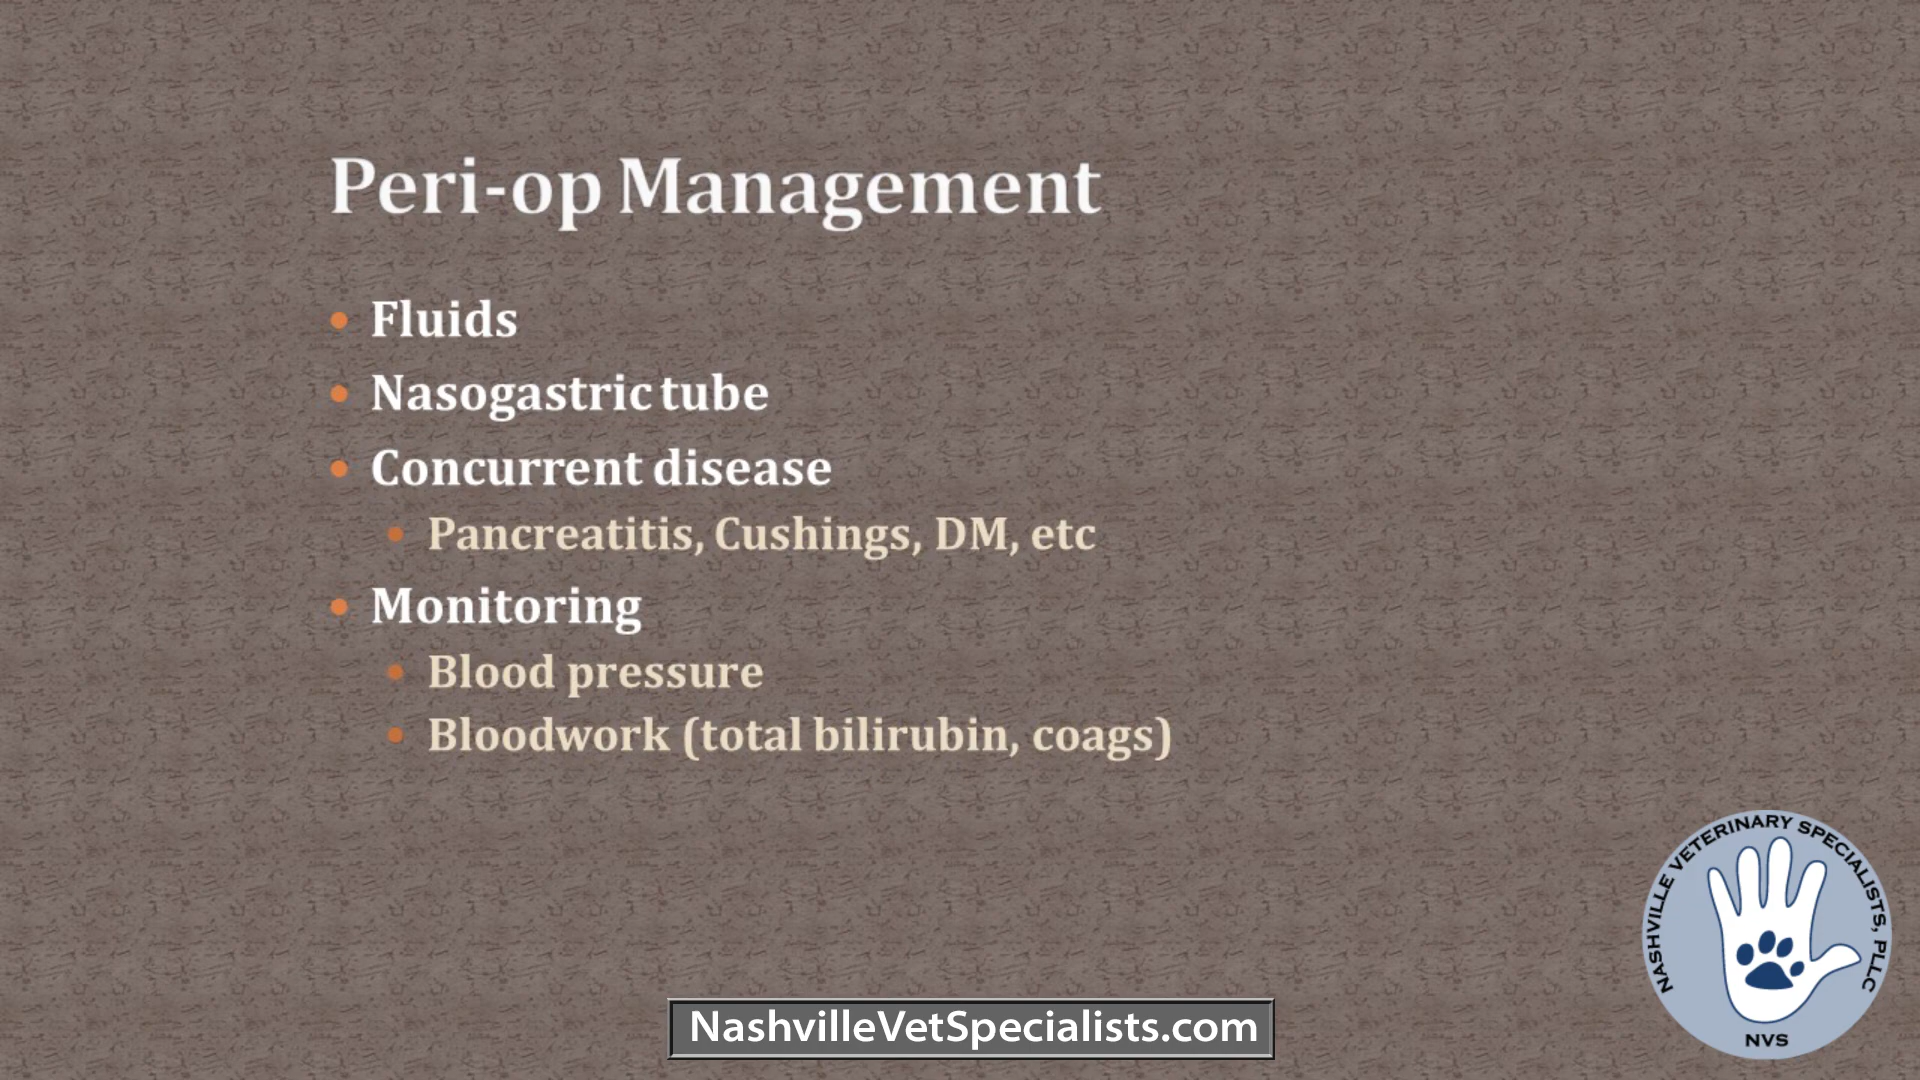 Peri-op Management
• Fluids
• Nasogastric tube
• Concurrent disease
• Pancreatitis, Cushings, DM, etc
• Monitoring
• Blood pressure
• Bloodwork (total bilirubin, coags)
NASHVILLE VETERINARY SPECIALISTS, PLLC
NVS
NashvilleVetSpecialists.com